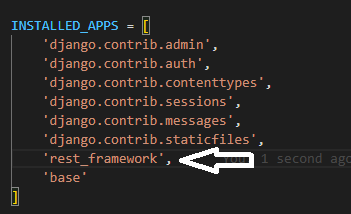 INSTALLED_APPS = [
'django.contrib.admin',
'django.contrib.auth',
'django.contrib.contenttypes',
'django.contrib.sessions',
'django.contrib.messages',
'django.contrib.staticfiles',
'rest_framework', You, 1 second ago
'base'
]